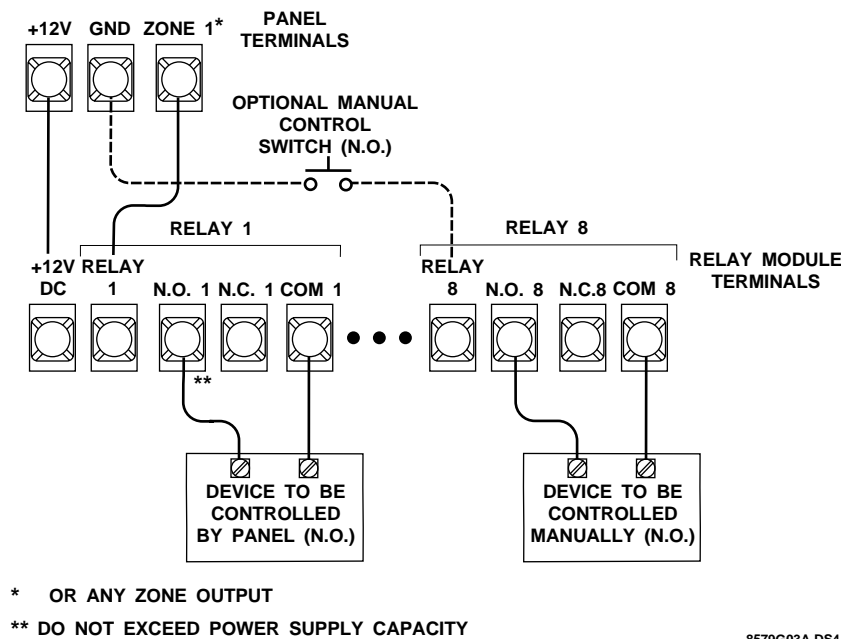 +12V GND ZONE 1*
PANEL
TERMINALS
OPTIONAL MANUAL
CONTROL
SWITCH (N.O.)
RELAY 1
RELAY 8
+12V
DC
RELAY
1
N.O. 1
N.C. 1
COM 1
RELAY
8
N.O. 8
N.C.8
COM 8
RELAY MODULE
TERMINALS
**
DEVICE TO BE
CONTROLLED
BY PANEL (N.O.)
DEVICE TO BE
CONTROLLED
MANUALLY (N.O.)
* OR ANY ZONE OUTPUT
** DO NOT EXCEED POWER SUPPLY CAPACITY